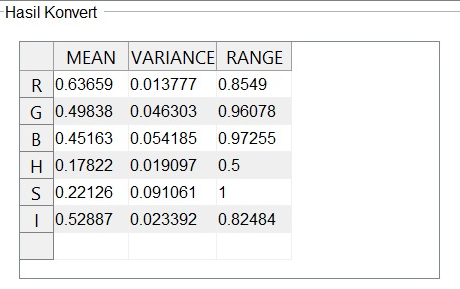 Hasil Konvert
MEAN VARIANCE RANGE
R 0.63659 0.013777 0.8549
G 0.49838 0.046303 0.96078
B 0.45163 0.054185 0.97255
H 0.17822 0.019097 0.5
S 0.22126 0.091061 1
I 0.52887 0.023392 0.82484